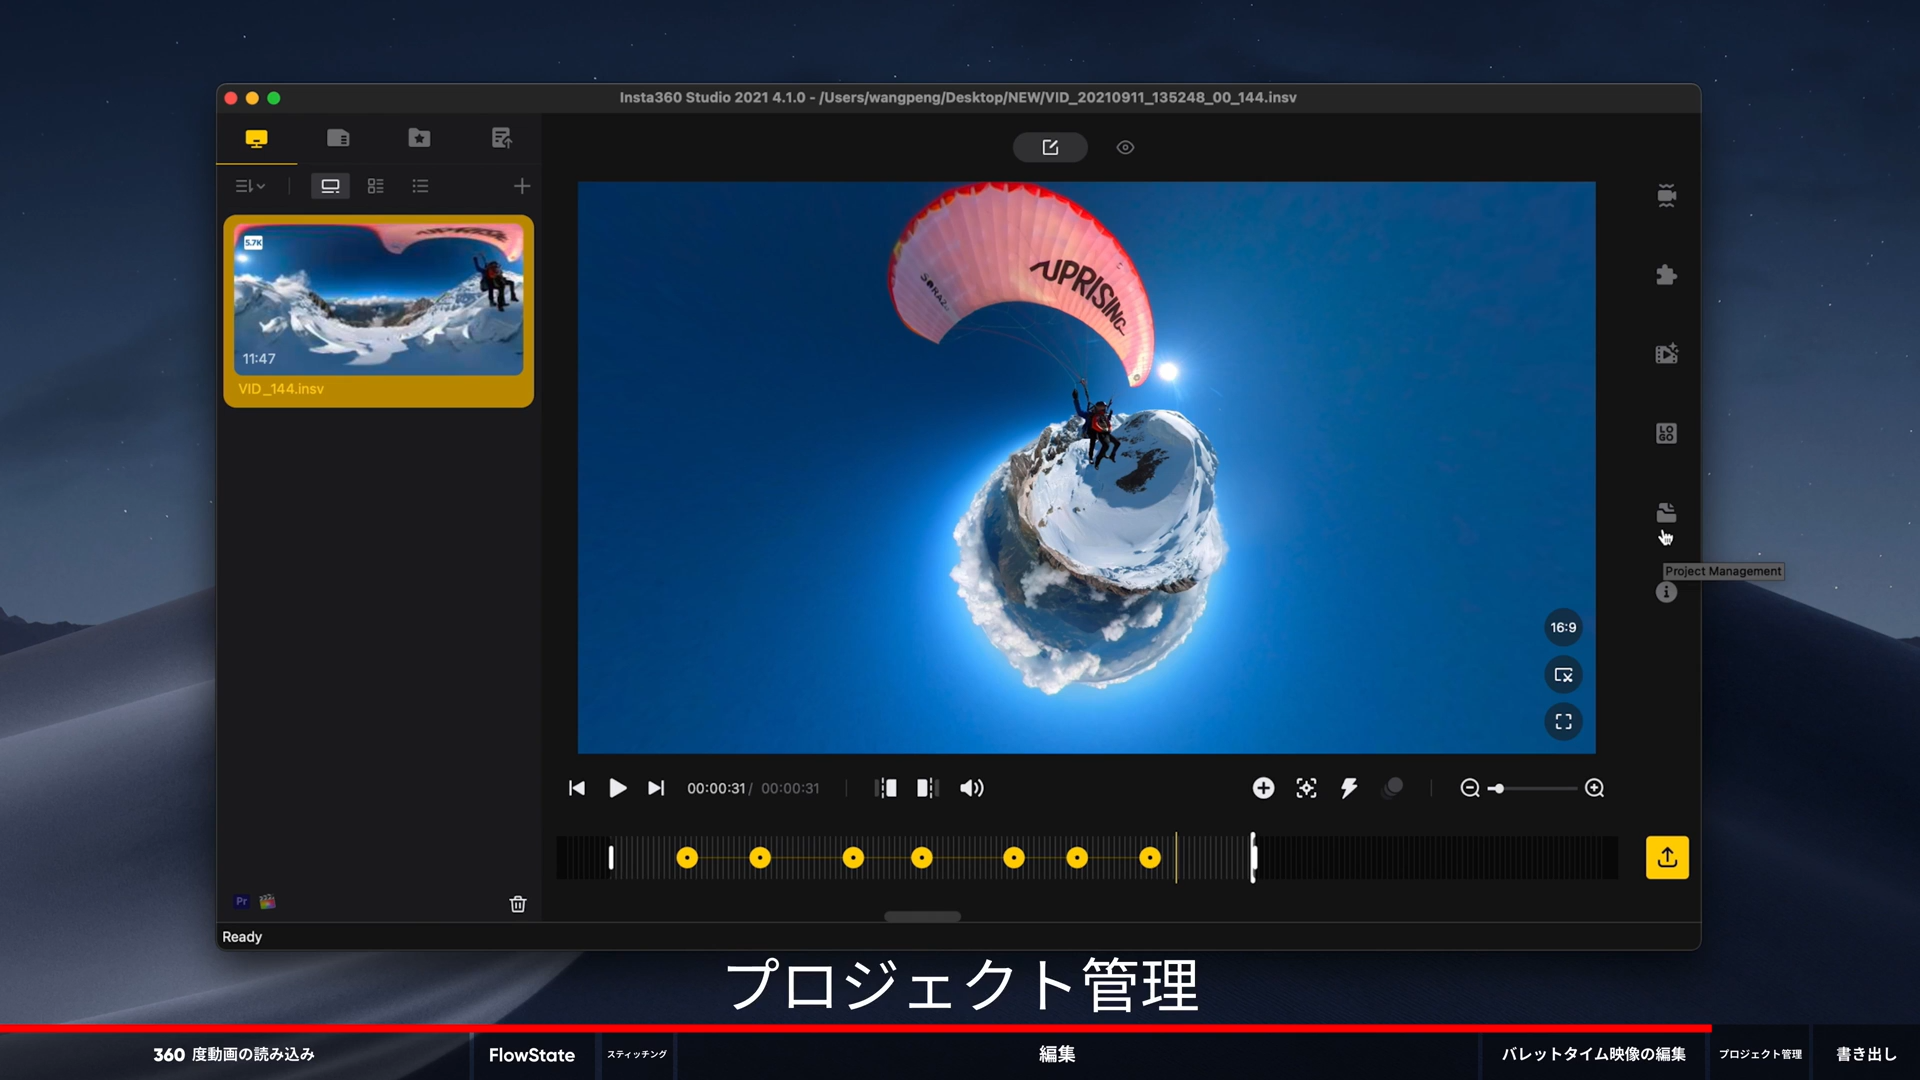 Insta360 Studio 2021 4.1.0 - /Users/wangpeng/Desktop/NEW/VID_20210911_135248_00_144.insv
5.7K
11:47
VID_144.insv
UPRISING
LOGO
Project Management
16:9
00:00:31 / 00:00:31
Pr
Ready
プロジェクト管理
360 度動画の読み込み
FlowState
スティッチング
編集
バレットタイム映像の編集
プロジェクト管理
書き出し